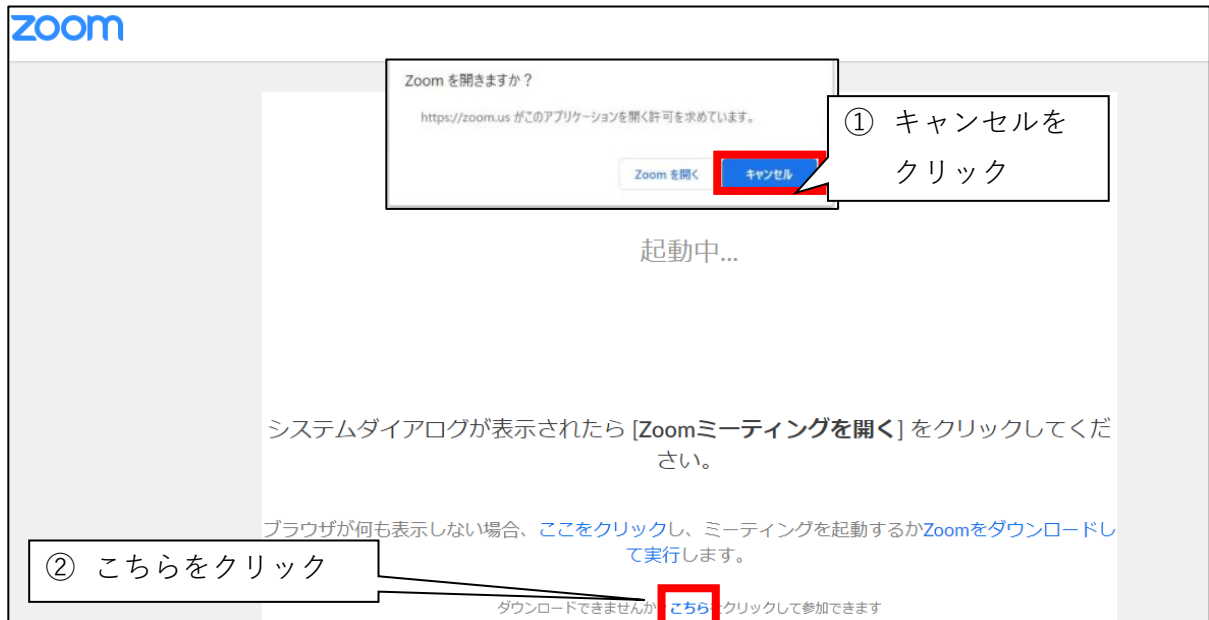 zoom
Zoom を開きますか？
https://zoom.us がこのアプリケーションを開く許可を求めています。
Zoom を開く
キャンセル
① キャンセルを
クリック
起動中...
システムダイアログが表示されたら [Zoomミーティングを開く] をクリックしてくだ
さい。
ブラウザが何も表示しない場合、ここをクリックし、ミーティングを起動するかZoomをダウンロードし
て実行します。
② こちらをクリック
ダウンロードできませんか こちら クリックして参加できます